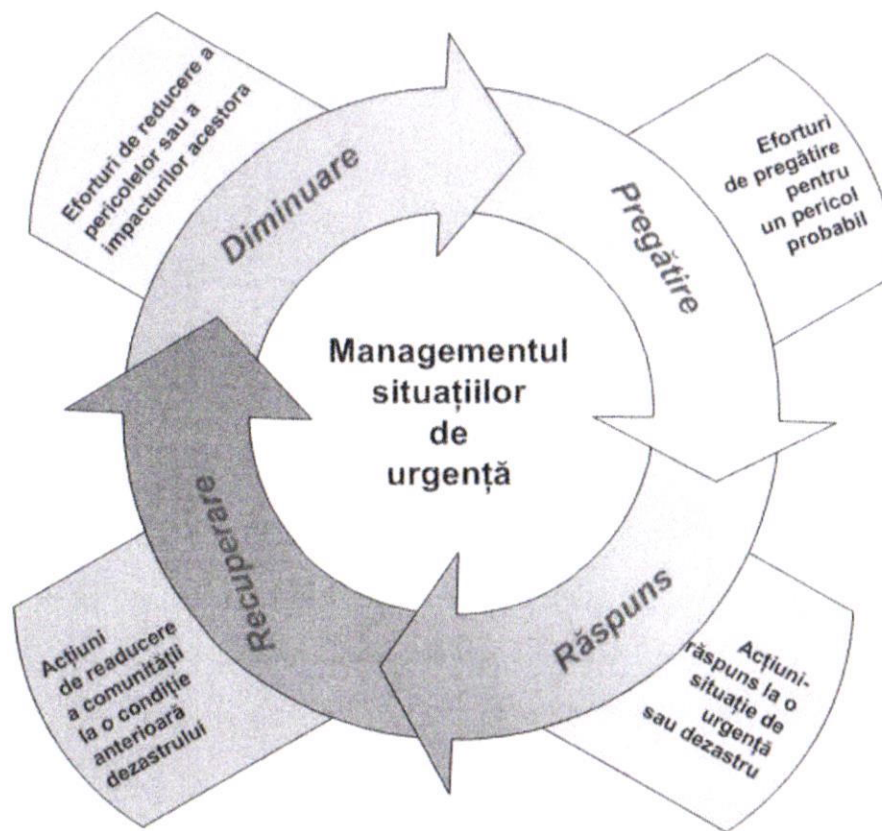 Eforturi de reducere a
pericolelor sau a
impacturilor acestora
Diminuare
Eforturi
de pregătire
pentru
un pericol
probabil
Pregătire
Managementul
situațiilor
de
urgență
Răspuns
Acțiuni-
răspuns la o
situație de
urgență
sau dezastru
Recuperare
Acțiuni
de readucere
a comunității
la o condiție
anterioară
dezastrului